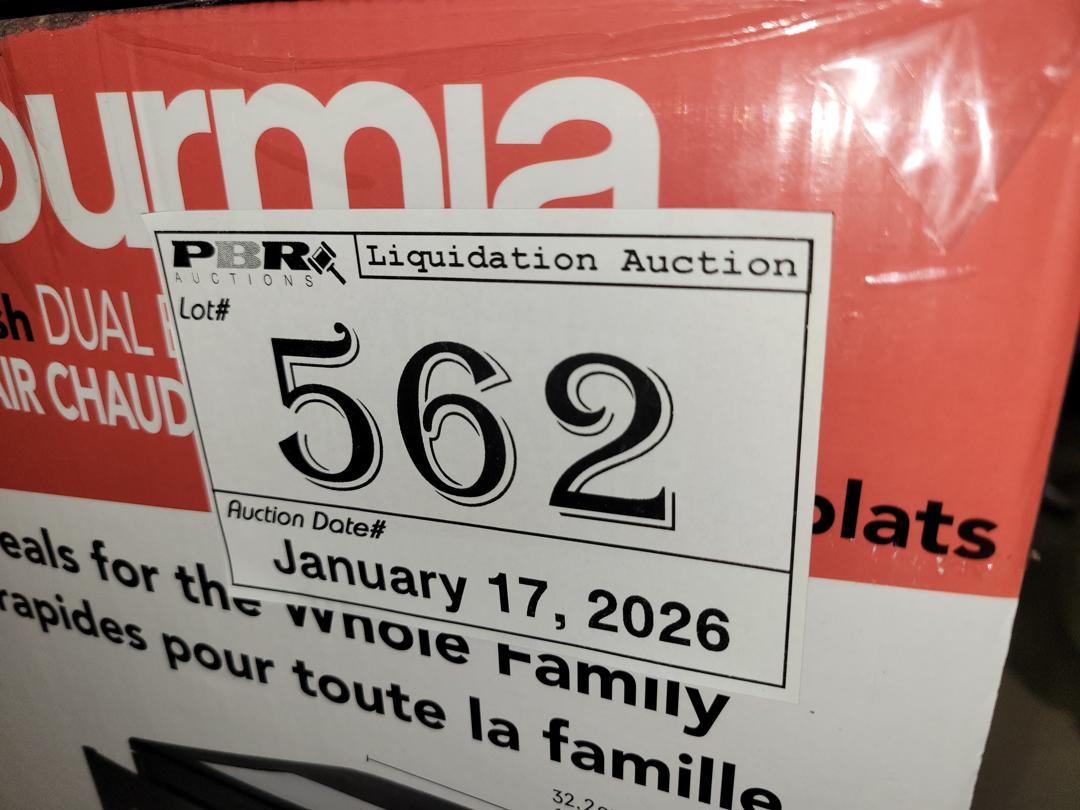 ourmia
PBR
AUCTIONS
Liquidation Auction
Lot#
562
sh DUAL
AIR CHAUD
plats
Auction Date#
January 17, 2026
eals for the Whole Family
rapides pour toute la famille